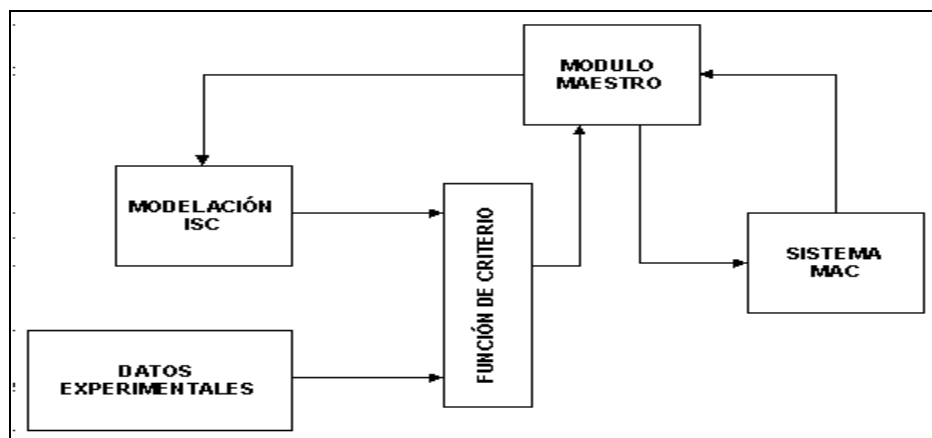 MODULO
MAESTRO
MODELACIÓN
ISC
FUNCIÓN DE CRITERIO
SISTEMA
MAC
DATOS
EXPERIMENTALES